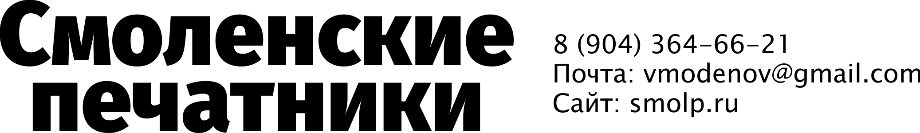 Смоленские
печатники
8 (904) 364-66-21
Почта: vmodenov@gmail.com
Сайт: smolp.ru